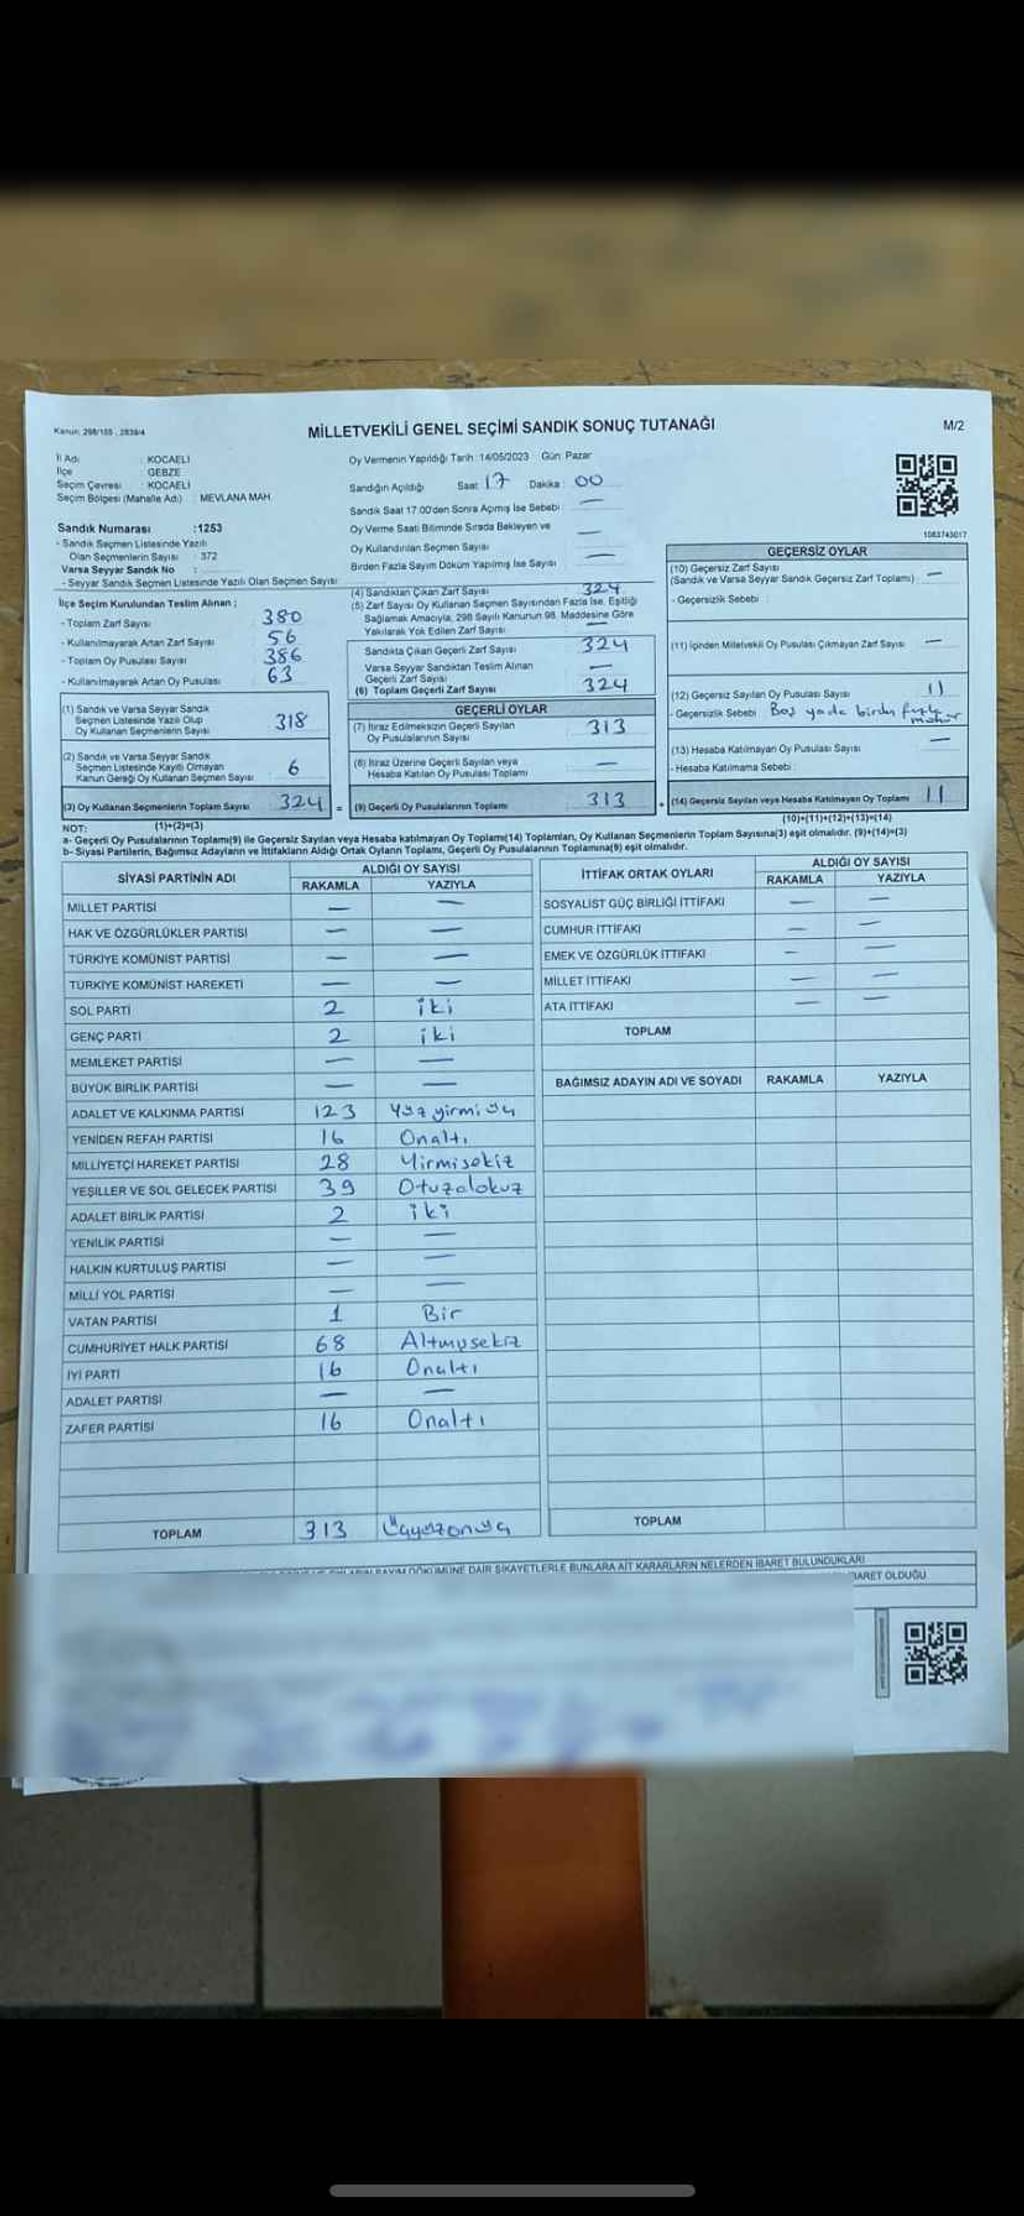 Kanun: 298/105 , 2839/4
MİLLETVEKİLİ GENEL SEÇİMİ SANDIK SONUÇ TUTANAĞI
M/2
İl Adı : KOCAELİ
İlçe : GEBZE
Seçim Çevresi : KOCAELİ
Seçim Bölgesi (Mahalle Adı) : MEVLANA MAH.
Sandık Numarası :1253
- Sandık Seçmen Listesinde Yazılı
Olan Seçmenlerin Sayısı : 372
Varsa Seyyar Sandık No :
- Seyyar Sandık Seçmen Listesinde Yazılı Olan Seçmen Sayısı
Oy Vermenin Yapıldığı Tarih : 14/05/2023 Gün: Pazar
Sandığın Açıldığı Saat 17 Dakika : 00
Sandık Saat 17.00'den Sonra Açılmış İse Sebebi —
Oy Verme Saati Bitiminde Sırada Bekleyen ve
Oy Kullandırılan Seçmen Sayısı —
Birden Fazla Sayım Döküm Yapılmış İse Sayısı —
1083743017
İlçe Seçim Kurulundan Teslim Alınan ;
- Toplam Zarf Sayısı 380
- Kullanılmayarak Artan Zarf Sayısı 56
- Toplam Oy Pusulası Sayısı 386
- Kullanılmayarak Artan Oy Pusulası 63
(4) Sandıktan Çıkan Zarf Sayısı 324
(5) Zarf Sayısı Oy Kullanan Seçmen Sayısından Fazla İse, Eşitliği
Sağlamak Amacıyla, 298 Sayılı Kanunun 98. Maddesine Göre
Yakılarak Yok Edilen Zarf Sayısı —
Sandıkta Çıkan Geçerli Zarf Sayısı 324
Varsa Seyyar Sandıktan Teslim Alınan
Geçerli Zarf Sayısı —
(6) Toplam Geçerli Zarf Sayısı 324
GEÇERSİZ OYLAR
(10) Geçersiz Zarf Sayısı
(Sandık ve Varsa Seyyar Sandık Geçersiz Zarf Toplamı) —
- Geçersizlik Sebebi :
(11) İçinden Milletvekili Oy Pusulası Çıkmayan Zarf Sayısı —
(12) Geçersiz Sayılan Oy Pusulası Sayısı 11
- Geçersizlik Sebebi Boş yada birden fazla
mühür
(13) Hesaba Katılmayan Oy Pusulası Sayısı —
- Hesaba Katılmama Sebebi :
(14) Geçersiz Sayılan veya Hesaba Katılmayan Oy Toplamı 11
(10)+(11)+(12)+(13)=(14)
(1) Sandık ve Varsa Seyyar Sandık
Seçmen Listesinde Yazılı Olup
Oy Kullanan Seçmenlerin Sayısı 318
(2) Sandık ve Varsa Seyyar Sandık
Seçmen Listesinde Kayıtlı Olmayan
Kanun Gereği Oy Kullanan Seçmen Sayısı 6
(3) Oy Kullanan Seçmenlerin Toplam Sayısı 324 =
GEÇERLİ OYLAR
(7) İtiraz Edilmeksizin Geçerli Sayılan
Oy Pusulalarının Sayısı 313
(8) İtiraz Üzerine Geçerli Sayılan veya
Hesaba Katılan Oy Pusulası Toplamı —
(9) Geçerli Oy Pusulalarının Toplamı 313 +
NOT: (1)+(2)=(3)
a- Geçerli Oy Pusulalarının Toplamı(9) ile Geçersiz Sayılan veya Hesaba katılmayan Oy Toplamı(14) Toplamları, Oy Kullanan Seçmenlerin Toplam Sayısına(3) eşit olmalıdır. (9)+(14)=(3)
b- Siyasi Partilerin, Bağımsız Adayların ve İttifakların Aldığı Ortak Oyların Toplamı, Geçerli Oy Pusulalarının Toplamına(9) eşit olmalıdır.
SİYASİ PARTİNİN ADI ALDIĞI OY SAYISI
RAKAMLA YAZIYLA
MİLLET PARTİSİ — —
HAK VE ÖZGÜRLÜKLER PARTİSİ — —
TÜRKİYE KOMÜNİST PARTİSİ — —
TÜRKİYE KOMÜNİST HAREKETİ — —
SOL PARTİ 2 iki
GENÇ PARTİ 2 iki
MEMLEKET PARTİSİ — —
BÜYÜK BİRLİK PARTİSİ — —
ADALET VE KALKINMA PARTİSİ 123 Yüzyirmiüç
YENİDEN REFAH PARTİSİ 16 Onaltı
MİLLİYETÇİ HAREKET PARTİSİ 28 Yirmisekiz
YEŞİLLER VE SOL GELECEK PARTİSİ 39 Otuzdokuz
ADALET BİRLİK PARTİSİ 2 iki
YENİLİK PARTİSİ — —
HALKIN KURTULUŞ PARTİSİ — —
MİLLİ YOL PARTİSİ — —
VATAN PARTİSİ 1 Bir
CUMHURİYET HALK PARTİSİ 68 Altmışsekiz
İYİ PARTİ 16 Onaltı
ADALET PARTİSİ — —
ZAFER PARTİSİ 16 Onaltı
TOPLAM 313 Üçyüzonüç
İTTİFAK ORTAK OYLARI ALDIĞI OY SAYISI
RAKAMLA YAZIYLA
SOSYALİST GÜÇ BİRLİĞİ İTTİFAKI — —
CUMHUR İTTİFAKI — —
EMEK VE ÖZGÜRLÜK İTTİFAKI — —
MİLLET İTTİFAKI — —
ATA İTTİFAKI — —
TOPLAM
BAĞIMSIZ ADAYIN ADI VE SOYADI RAKAMLA YAZIYLA
TOPLAM
DÖKÜMÜNE DAİR ŞİKAYETLERLE BUNLARA AİT KARARLARIN NELERDEN İBARET BULUNDUKLARI
OLDUĞU